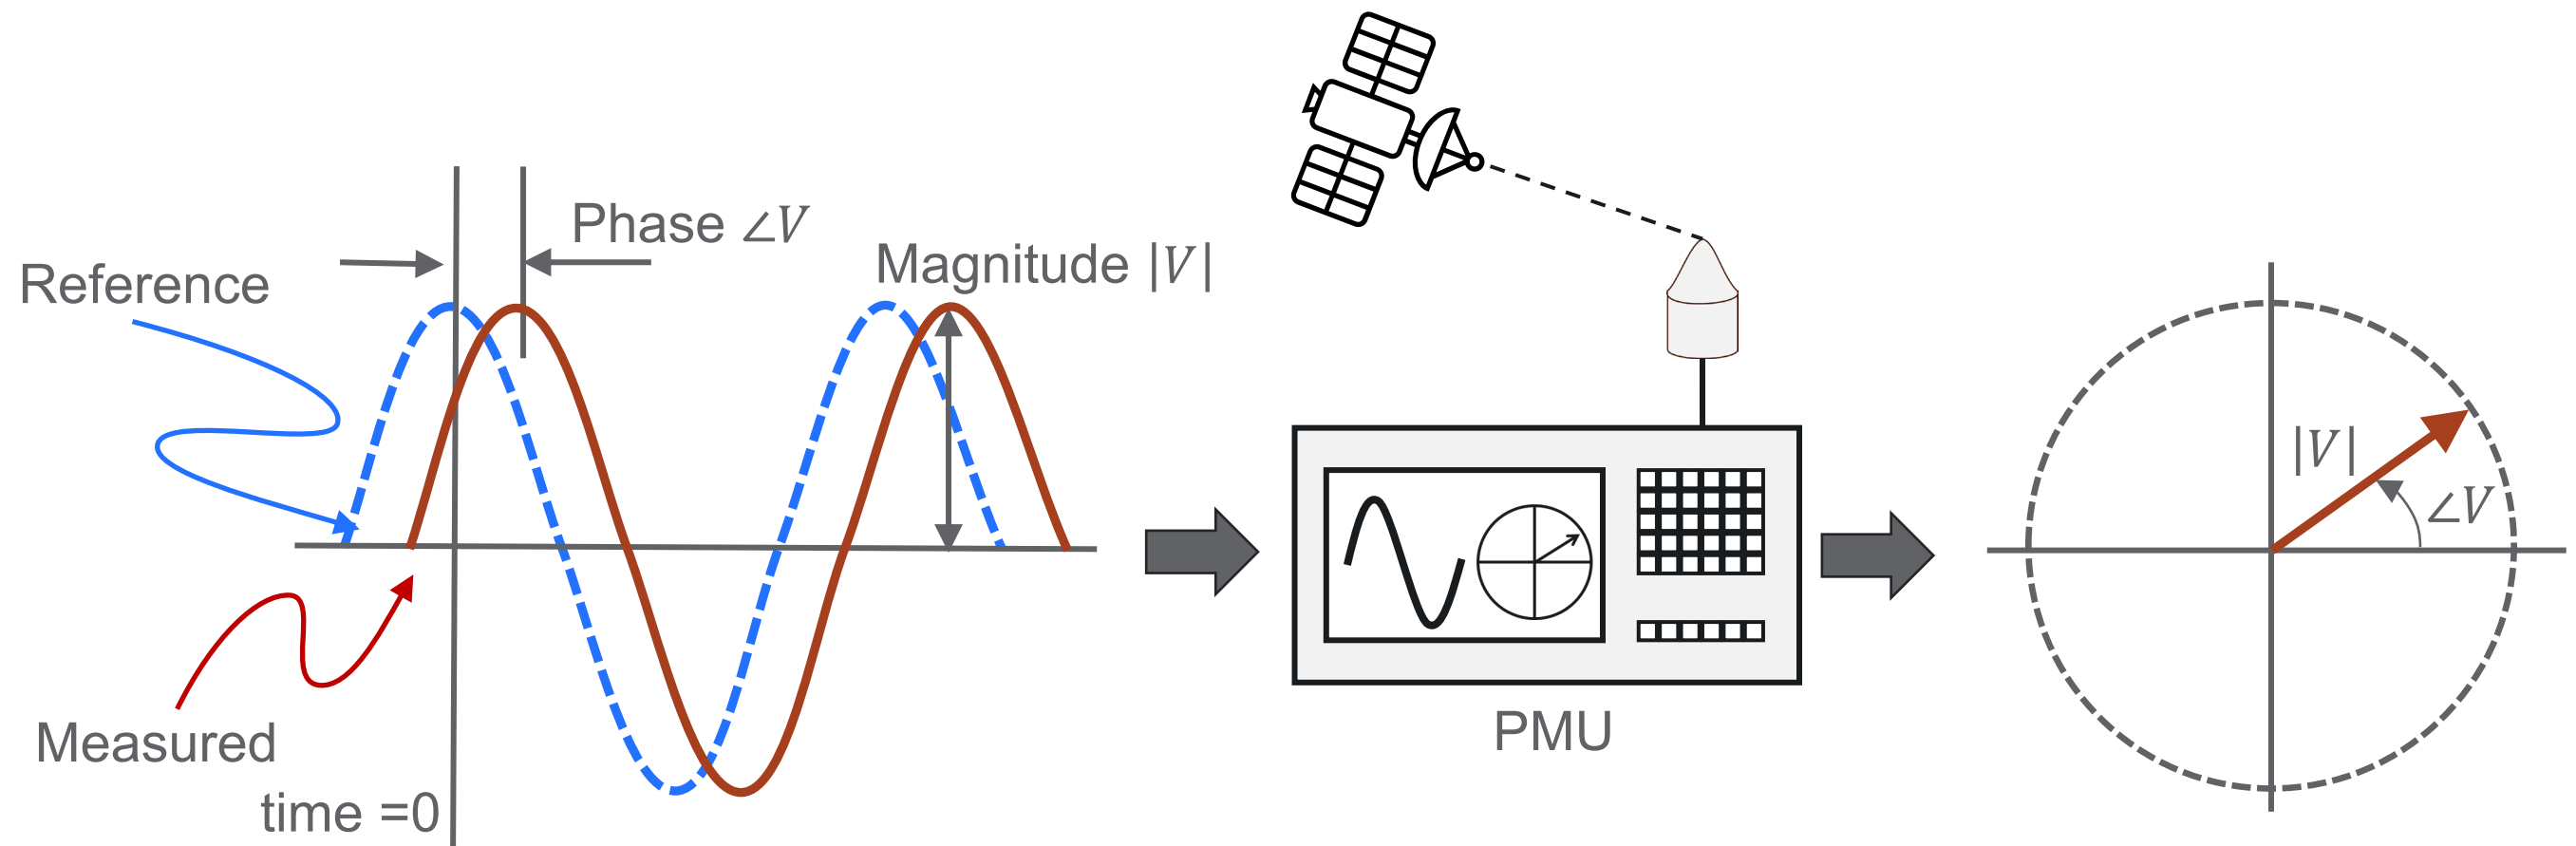 Phase ∠V
Reference
Magnitude |V|
Measured
time =0
PMU
|V|
∠V